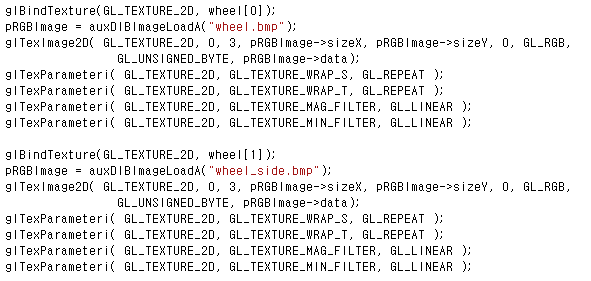 glBindTexture(GL_TEXTURE_2D, wheel[0]);
pRGBImage = auxDIBImageLoadA("wheel.bmp");
glTexImage2D( GL_TEXTURE_2D, 0, 3, pRGBImage->sizeX, pRGBImage->sizeY, 0, GL_RGB,
GL_UNSIGNED_BYTE, pRGBImage->data);
glTexParameteri( GL_TEXTURE_2D, GL_TEXTURE_WRAP_S, GL_REPEAT );
glTexParameteri( GL_TEXTURE_2D, GL_TEXTURE_WRAP_T, GL_REPEAT );
glTexParameteri( GL_TEXTURE_2D, GL_TEXTURE_MAG_FILTER, GL_LINEAR );
glTexParameteri( GL_TEXTURE_2D, GL_TEXTURE_MIN_FILTER, GL_LINEAR );
glBindTexture(GL_TEXTURE_2D, wheel[1]);
pRGBImage = auxDIBImageLoadA("wheel_side.bmp");
glTexImage2D( GL_TEXTURE_2D, 0, 3, pRGBImage->sizeX, pRGBImage->sizeY, 0, GL_RGB,
GL_UNSIGNED_BYTE, pRGBImage->data);
glTexParameteri( GL_TEXTURE_2D, GL_TEXTURE_WRAP_S, GL_REPEAT );
glTexParameteri( GL_TEXTURE_2D, GL_TEXTURE_WRAP_T, GL_REPEAT );
glTexParameteri( GL_TEXTURE_2D, GL_TEXTURE_MAG_FILTER, GL_LINEAR );
glTexParameteri( GL_TEXTURE_2D, GL_TEXTURE_MIN_FILTER, GL_LINEAR );